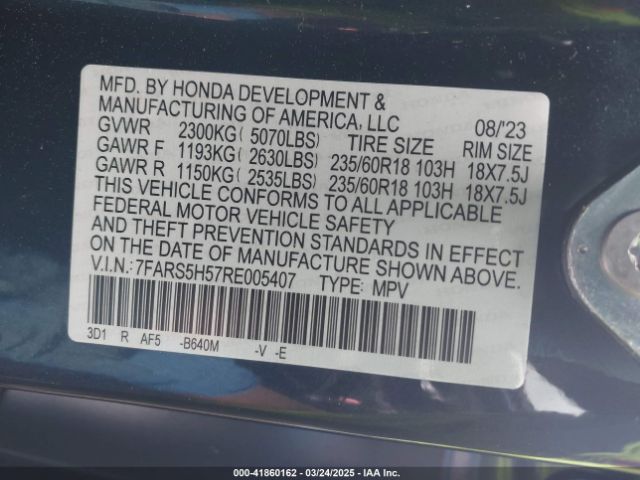 MFD. BY HONDA DEVELOPMENT &
MANUFACTURING OF AMERICA, LLC 08/'23
GVWR 2300KG ( 5070LBS) TIRE SIZE RIM SIZE
GAWR F 1193KG ( 2630LBS) 235/60R18 103H 18X7.5J
GAWR R 1150KG ( 2535LBS) 235/60R18 103H 18X7.5J
THIS VEHICLE CONFORMS TO ALL APPLICABLE
FEDERAL MOTOR VEHICLE SAFETY
AND THEFT PREVENTION STANDARDS IN EFFECT
ON THE DATE OF MANUFACTURE SHOWN ABOVE.
V.I.N.: 7FARS5H57RE005407 TYPE: MPV
3D1 R AF5 -B640M -V -E
000-41860162 - 03/24/2025 - IAA Inc.